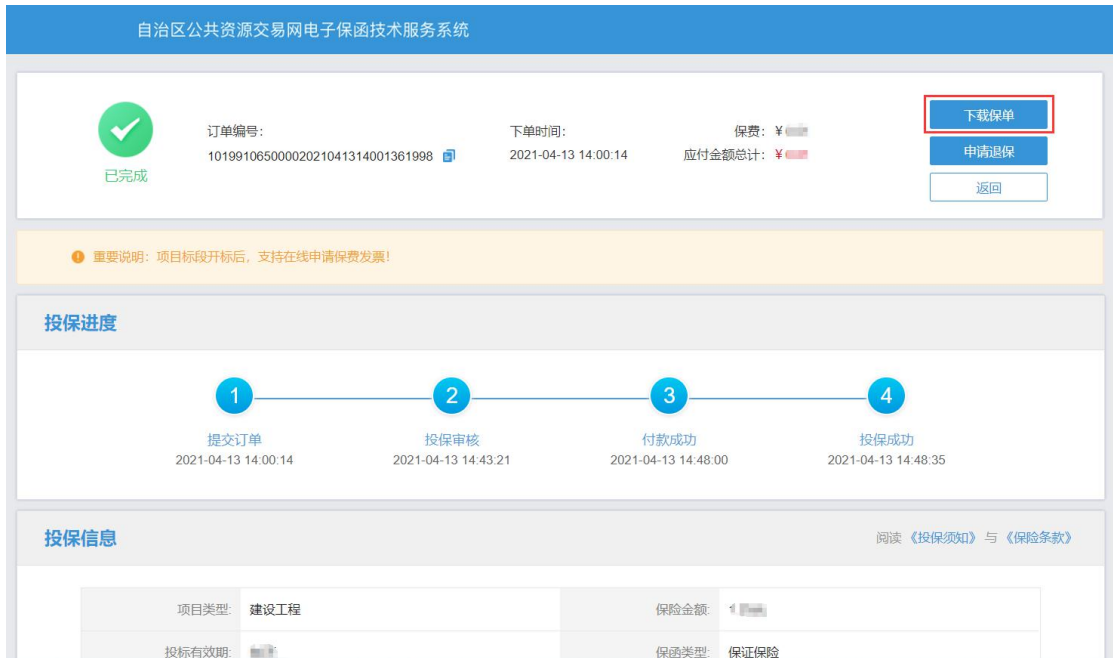 自治区公共资源交易网电子保函技术服务系统
订单编号:
下单时间:
保费: ¥
下载保单
1019910650000202104131400136​1998
2021-04-13 14:00:14
应付金额总计: ¥
申请退保
已完成
返回
重要说明: 项目标段开标后，支持在线申请保费发票!
投保进度
1
2
3
4
提交订单
投保审核
付款成功
投保成功
2021-04-13 14:00:14
2021-04-13 14:43:21
2021-04-13 14:48:00
2021-04-13 14:48:35
投保信息
阅读《投保须知》与《保险条款》
项目类型: 建设工程
保险金额:
投标有效期:
保函类型: 保证保险